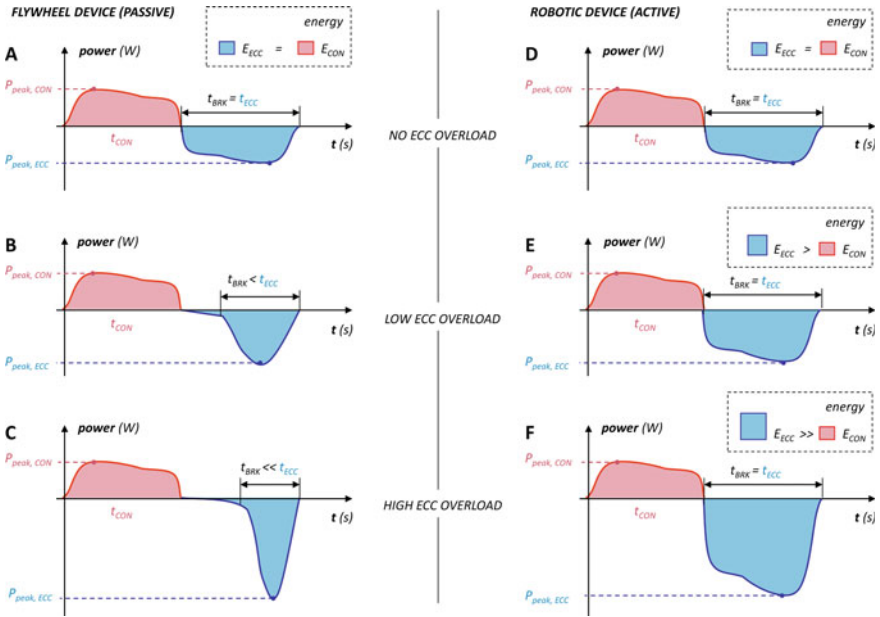 FLYWHEEL DEVICE (PASSIVE)
energy
E_ECC = E_CON
A
power (W)
P_peak, CON
t_BRK = t_ECC
t_CON
t (s)
P_peak, ECC
B
power (W)
P_peak, CON
t_BRK < t_ECC
t_CON
t (s)
P_peak, ECC
C
power (W)
P_peak, CON
t_BRK << t_ECC
t_CON
t (s)
P_peak, ECC
NO ECC OVERLOAD
LOW ECC OVERLOAD
HIGH ECC OVERLOAD
ROBOTIC DEVICE (ACTIVE)
energy
E_ECC = E_CON
D
power (W)
P_peak, CON
t_BRK = t_ECC
t_CON
t (s)
P_peak, ECC
energy
E_ECC > E_CON
E
power (W)
P_peak, CON
t_BRK = t_ECC
t_CON
t (s)
P_peak, ECC
energy
E_ECC >> E_CON
F
power (W)
P_peak, CON
t_BRK = t_ECC
t_CON
t (s)
P_peak, ECC